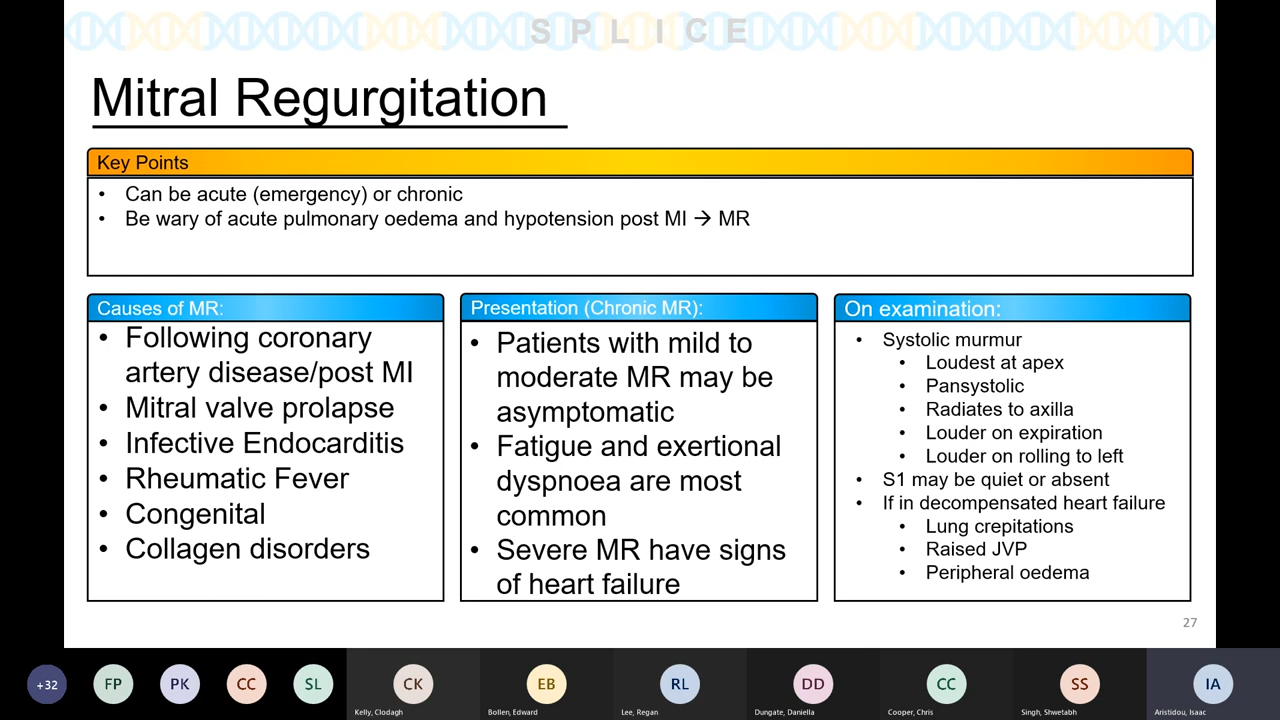 SPLICE
Mitral Regurgitation
Key Points
• Can be acute (emergency) or chronic
• Be wary of acute pulmonary oedema and hypotension post MI → MR
Causes of MR:
• Following coronary
artery disease/post MI
• Mitral valve prolapse
• Infective Endocarditis
• Rheumatic Fever
• Congenital
• Collagen disorders
Presentation (Chronic MR):
• Patients with mild to
moderate MR may be
asymptomatic
• Fatigue and exertional
dyspnoea are most
common
• Severe MR have signs
of heart failure
On examination:
• Systolic murmur
• Loudest at apex
• Pansystolic
• Radiates to axilla
• Louder on expiration
• Louder on rolling to left
• S1 may be quiet or absent
• If in decompensated heart failure
• Lung crepitations
• Raised JVP
• Peripheral oedema
27
+32
FP
PK
CC
SL
CK
Kelly, Clodagh
EB
Bollen, Edward
RL
Lee, Regan
DD
Dungate, Daniella
CC
Cooper, Chris
SS
Singh, Shwetabh
IA
Aristidou, Isaac